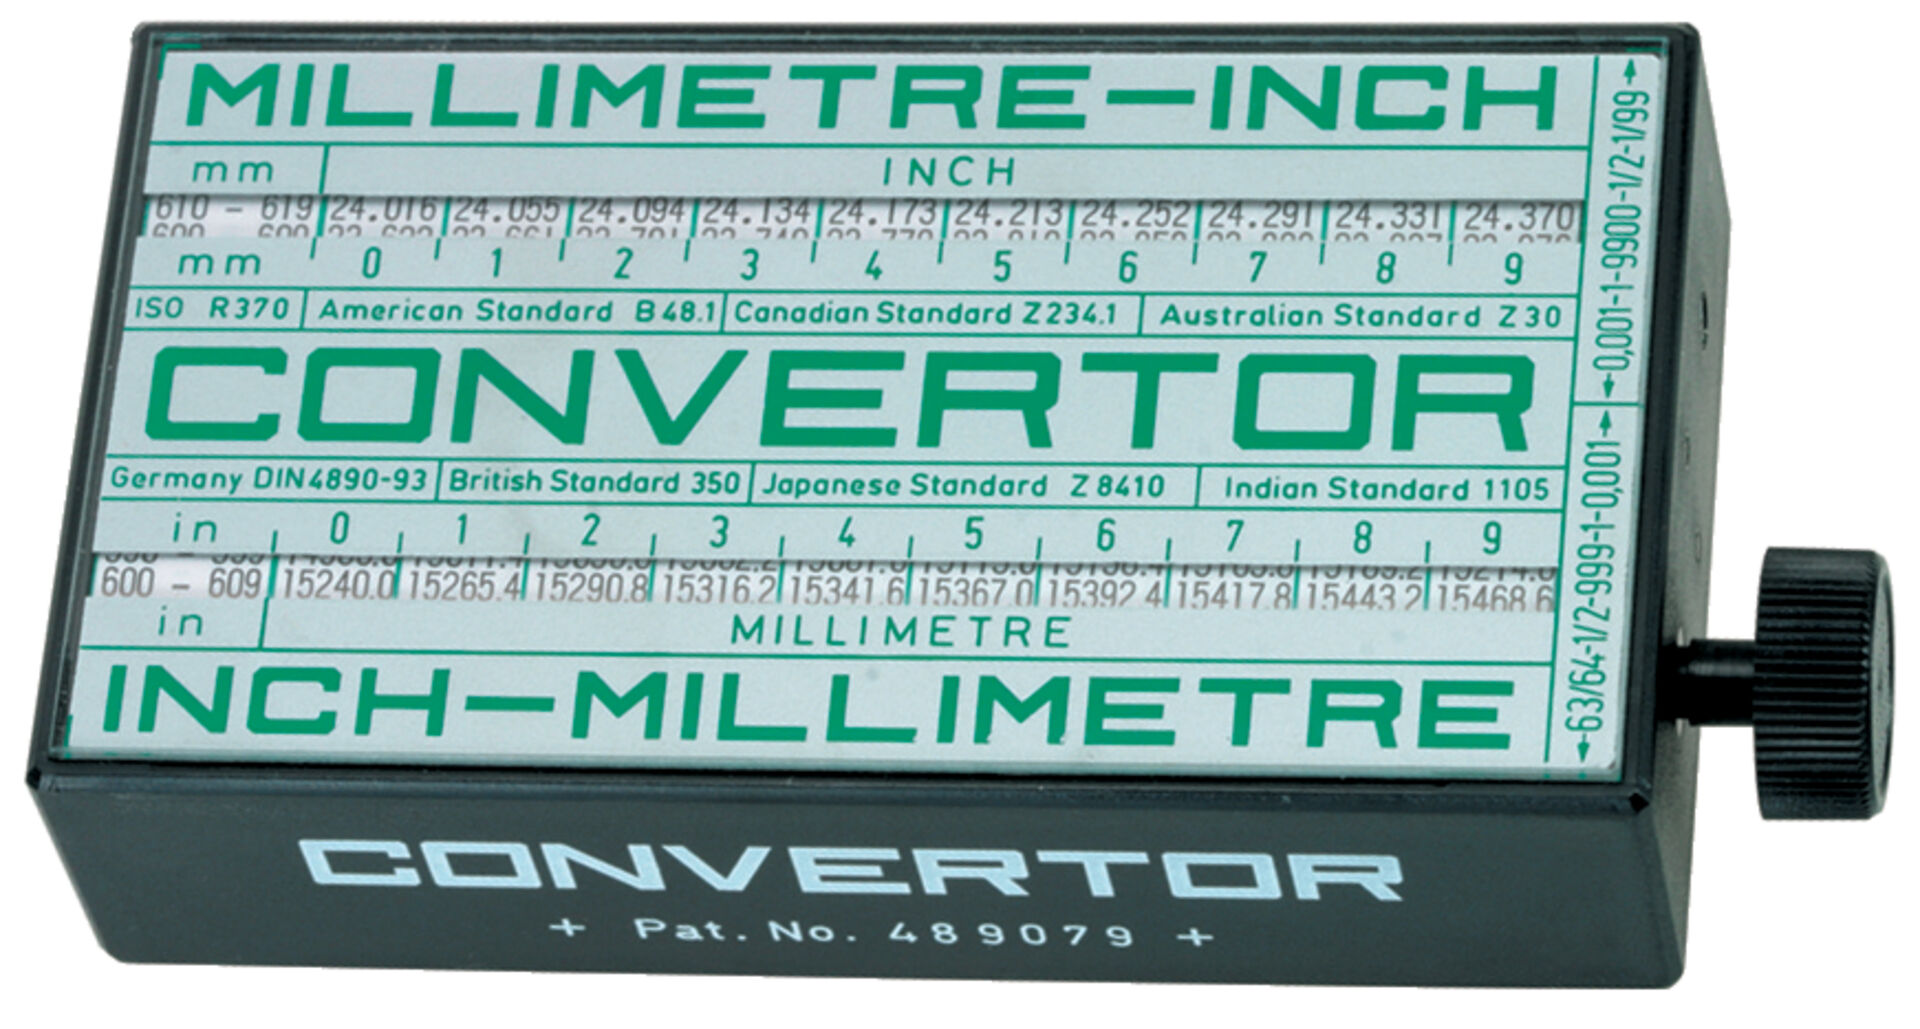 MILLIMETRE-INCH
mm INCH
610 - 619 24.016 24.055 24.094 24.134 24.173 24.213 24.252 24.291 24.331 24.370
mm 0 1 2 3 4 5 6 7 8 9
ISO R370 American Standard B48.1 Canadian Standard Z234.1 Australian Standard Z30
CONVERTOR
Germany DIN4890-93 British Standard 350 Japanese Standard Z8410 Indian Standard 1105
in 0 1 2 3 4 5 6 7 8 9
600 - 609 15240.0 15265.4 15290.8 15316.2 15341.6 15367.0 15392.4 15417.8 15443.2 15468.6
in MILLIMETRE
INCH-MILLIMETRE
←0,001-1-9900-1/2-1/99→
←63/64-1/2-999-1-0,001→
CONVERTOR
+ Pat. No. 489079 +